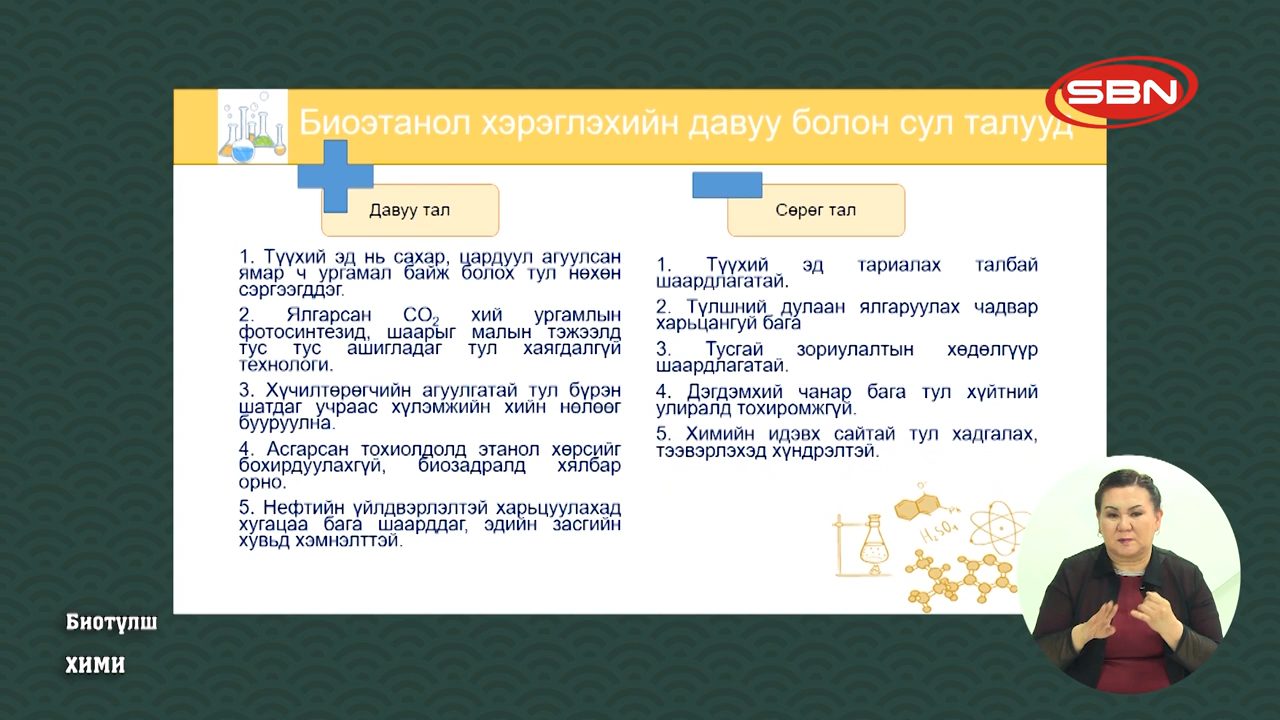 SBN
Биоэтанол хэрэглэхийн давуу болон сул талууд
Давуу тал
1. Түүхий эд нь сахар, цардуул агуулсан
ямар ч ургамал байж болох тул нөхөн
сэргээгддэг.
2. Ялгарсан CO2 хий ургамлын
фотосинтезид, шаарыг малын тэжээлд
тус тус ашигладаг тул хаягдалгүй
технологи.
3. Хүчилтөрөгчийн агуулгатай тул бүрэн
шатдаг учраас хүлэмжийн хийн нөлөөг
бууруулна.
4. Асгарсан тохиолдолд этанол хөрсийг
бохирдуулахгүй, биозадралд хялбар
орно.
5. Нефтийн үйлдвэрлэлтэй харьцуулахад
хугацаа бага шаарддаг, эдийн засгийн
хувьд хэмнэлттэй.
Сөрөг тал
1. Түүхий эд тариалах талбай
шаардлагатай.
2. Түлшний дулаан ялгаруулах чадвар
харьцангуй бага
3. Тусгай зориулалтын хөдөлгүүр
шаардлагатай.
4. Дэгдэмхий чанар бага тул хүйтний
улиралд тохиромжгүй.
5. Химийн идэвх сайтай тул хадгалах,
тээвэрлэхэд хүндрэлтэй.
H2SO4
Биотүлш
ХИМИ